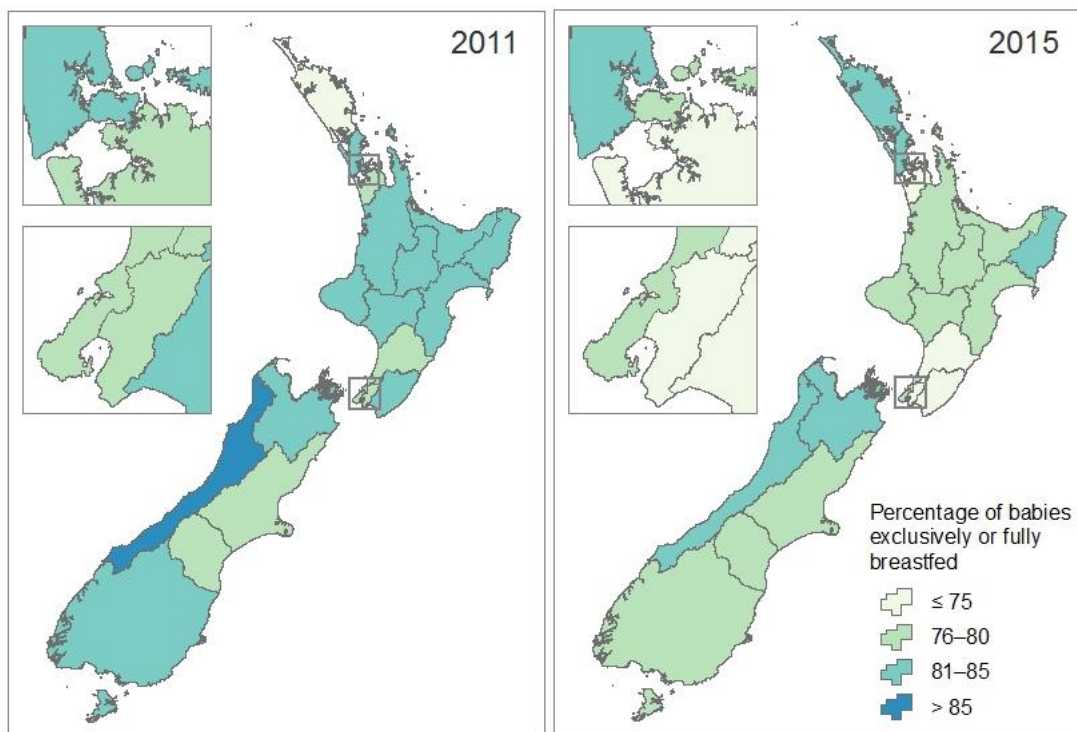 2011
2015
Percentage of babies
exclusively or fully
breastfed
≤ 75
76–80
81–85
> 85